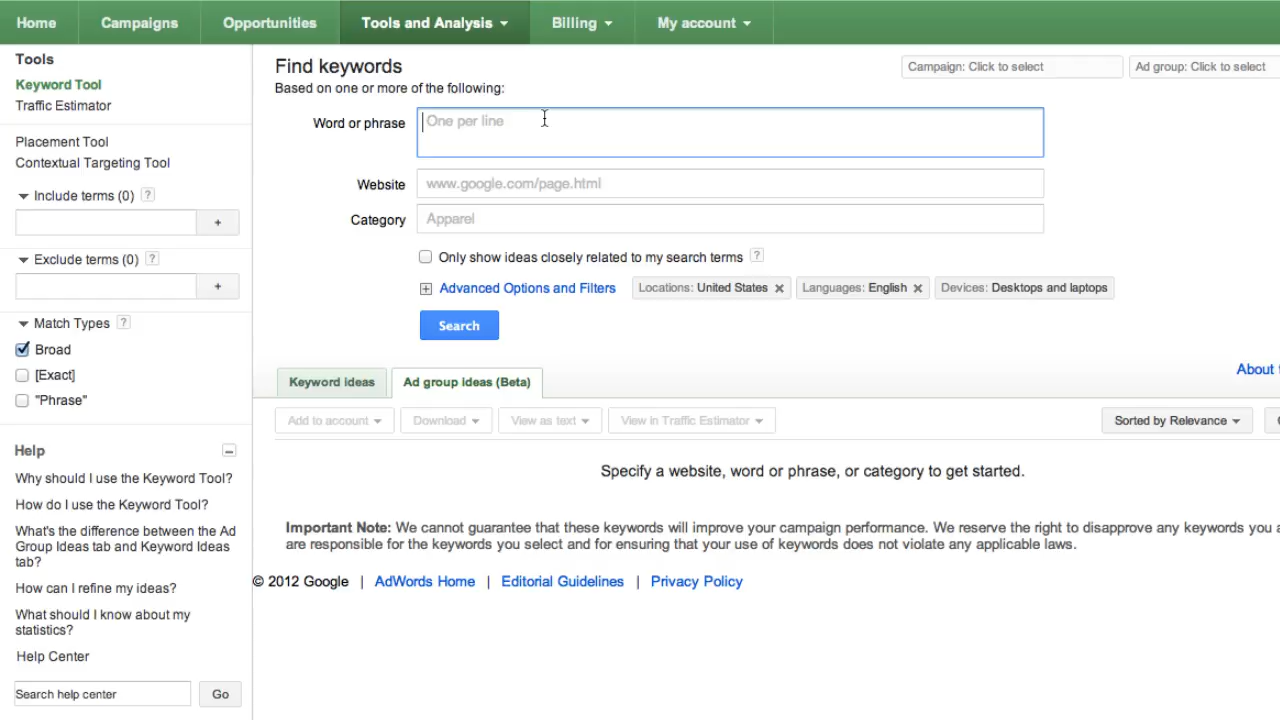 Home Campaigns Opportunities Tools and Analysis Billing My account
Tools
Keyword Tool
Traffic Estimator
Placement Tool
Contextual Targeting Tool
Include terms (0) ?
+
Exclude terms (0) ?
+
Match Types ?
Broad
[Exact]
"Phrase"
Help
Why should I use the Keyword Tool?
How do I use the Keyword Tool?
What's the difference between the Ad
Group Ideas tab and Keyword Ideas
tab?
How can I refine my ideas?
What should I know about my
statistics?
Help Center
Search help center Go
Find keywords
Campaign: Click to select Ad group: Click to select
Based on one or more of the following:
Word or phrase One per line
Website www.google.com/page.html
Category Apparel
Only show ideas closely related to my search terms ?
Advanced Options and Filters Locations: United States Languages: English Devices: Desktops and laptops
Search
About
Keyword ideas Ad group ideas (Beta)
Add to account Download View as text View in Traffic Estimator Sorted by Relevance
Specify a website, word or phrase, or category to get started.
Important Note: We cannot guarantee that these keywords will improve your campaign performance. We reserve the right to disapprove any keywords you
are responsible for the keywords you select and for ensuring that your use of keywords does not violate any applicable laws.
© 2012 Google | AdWords Home | Editorial Guidelines | Privacy Policy